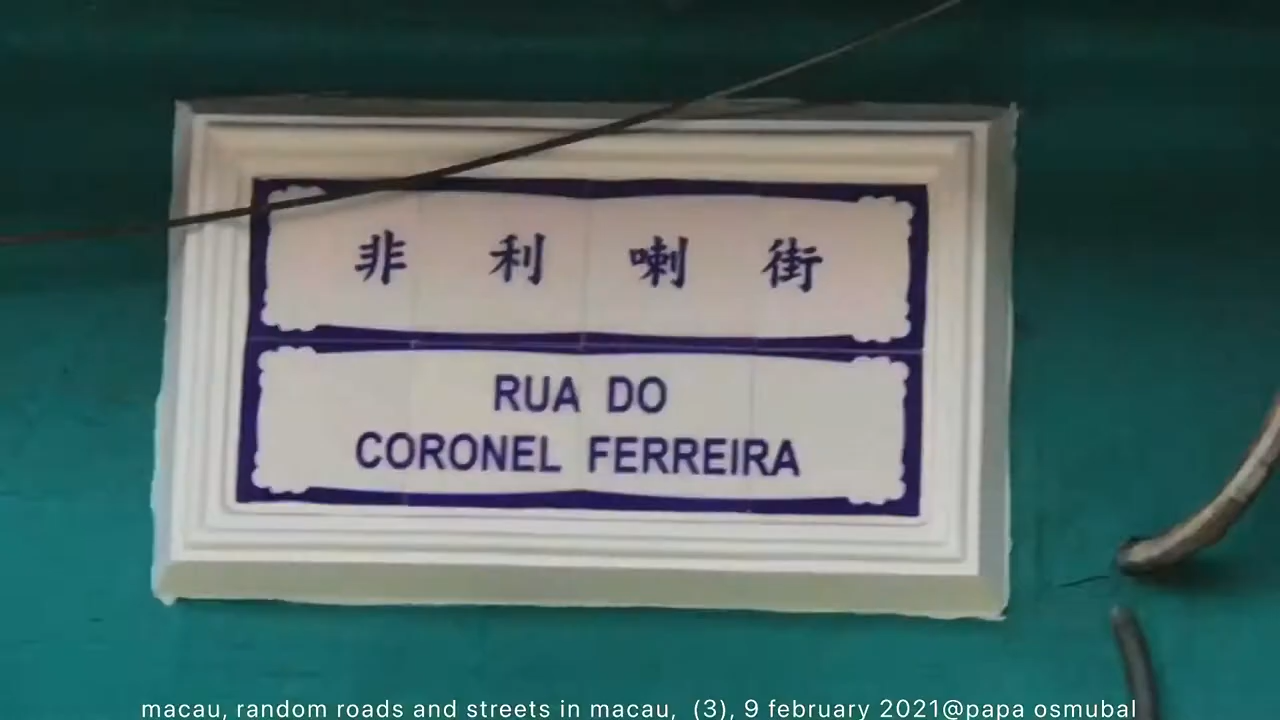 非利喇街
RUA DO
CORONEL FERREIRA
macau, random roads and streets in macau, (3), 9 february 2021@papa osmubal